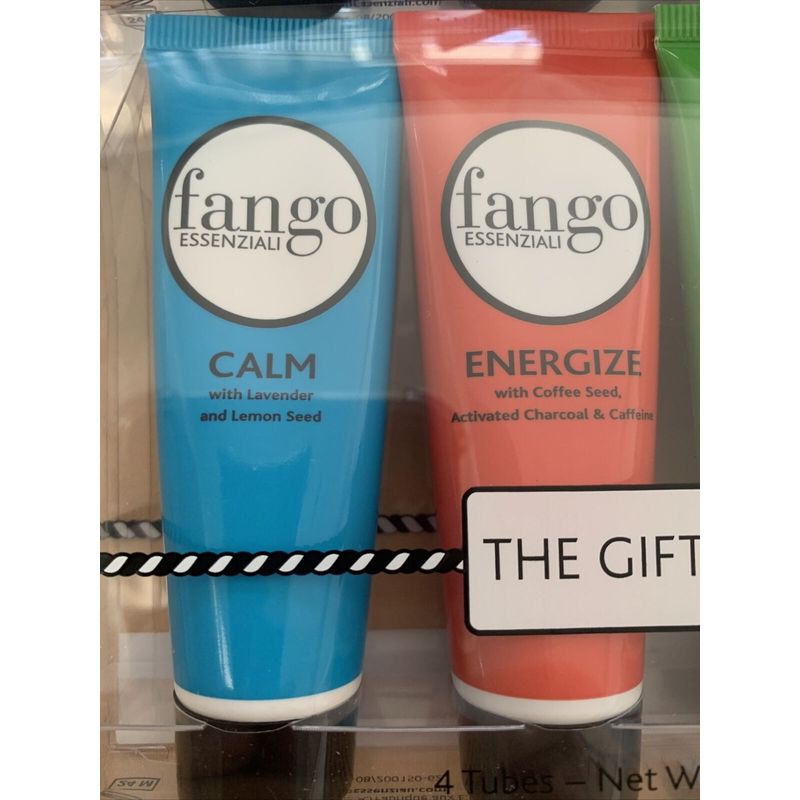 fango
ESSENZIALI
CALM
with Lavender
and Lemon Seed
fango
ESSENZIALI
ENERGIZE
with Coffee Seed,
Activated Charcoal & Caffeine
THE GIFT
4 Tubes – Net W
24 M